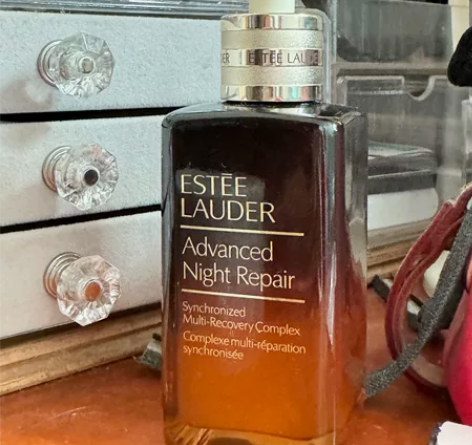 ESTĒE LAUDER
ESTĒE
LAUDER
Advanced
Night Repair
Synchronized
Multi-Recovery Complex
Complexe multi-réparation
synchronisée